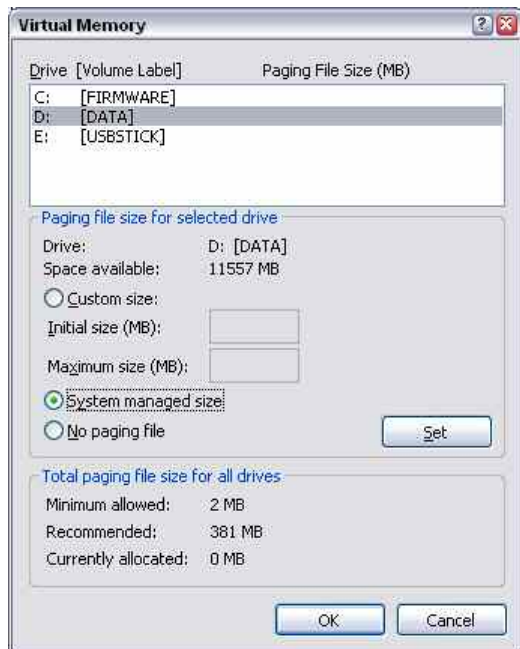 Virtual Memory
Drive [Volume Label] Paging File Size (MB)
C: [FIRMWARE]
D: [DATA]
E: [USBSTICK]
Paging file size for selected drive
Drive: D: [DATA]
Space available: 11557 MB
Custom size:
Initial size (MB):
Maximum size (MB):
System managed size
No paging file
Set
Total paging file size for all drives
Minimum allowed: 2 MB
Recommended: 381 MB
Currently allocated: 0 MB
OK Cancel